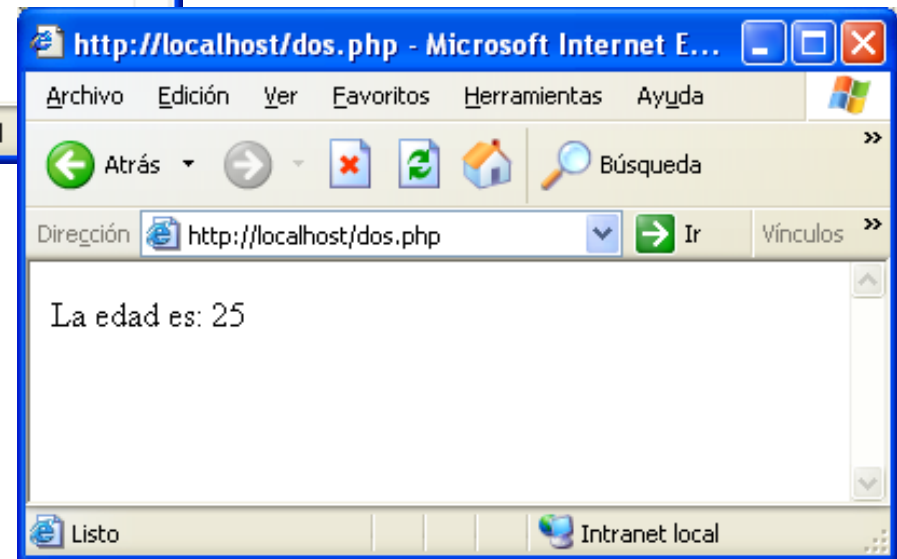 http://localhost/dos.php - Microsoft Internet E...
Archivo Edición Ver Favoritos Herramientas Ayuda
Atrás Búsqueda »
Dirección http://localhost/dos.php Ir Vínculos »
La edad es: 25
Listo Intranet local